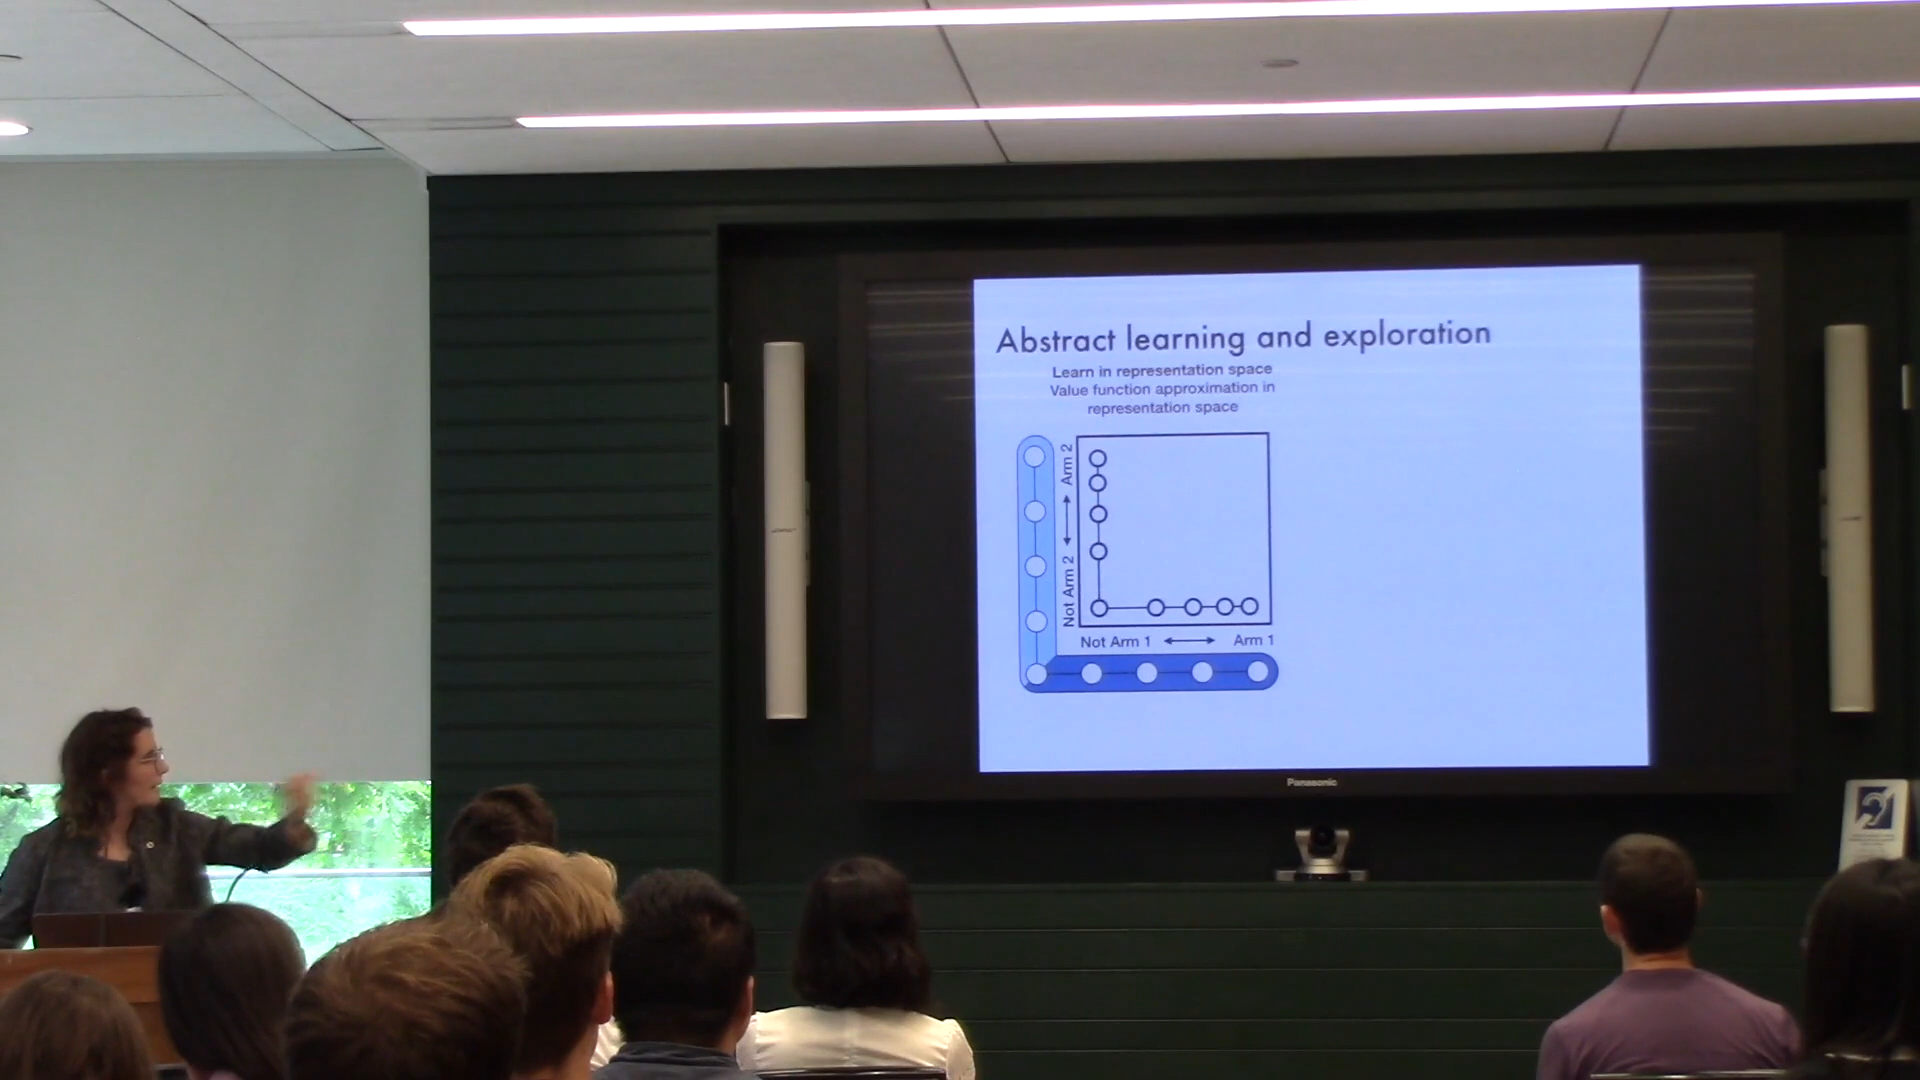 Abstract learning and exploration
Learn in representation space
Value function approximation in
representation space
Arm 2
Not Arm 2
Not Arm 1
Arm 1
Panasonic